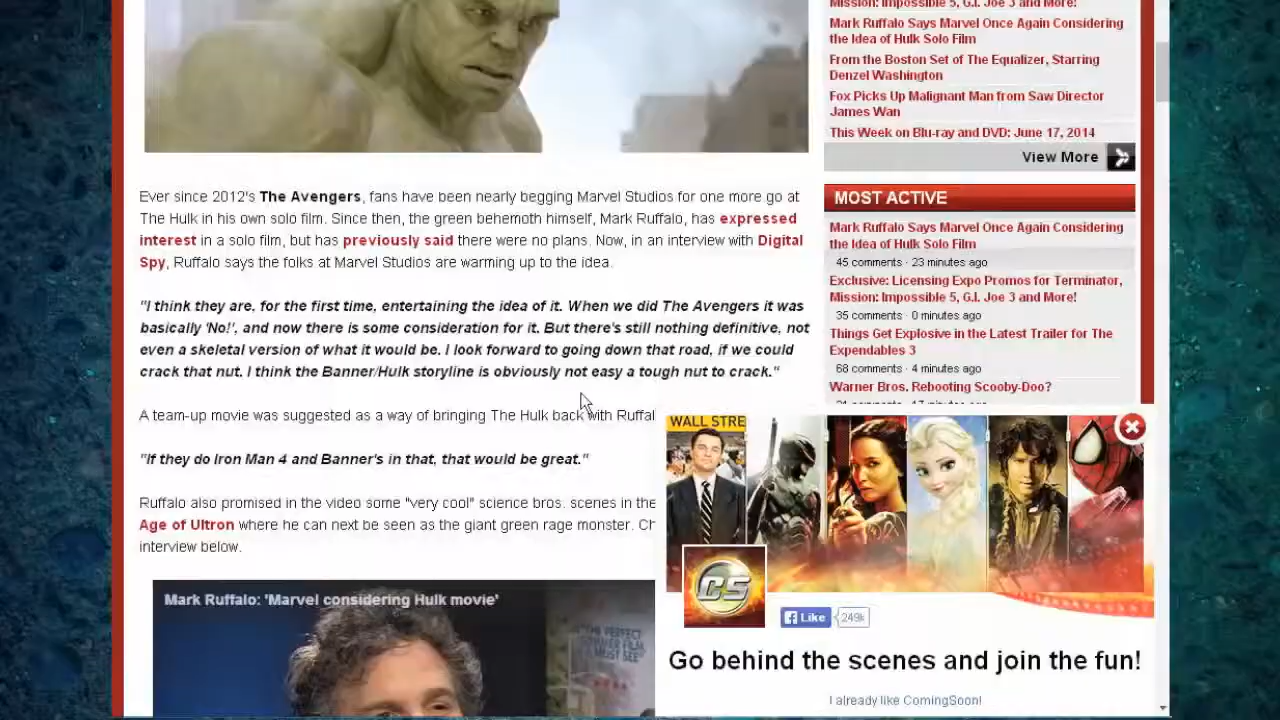 Mission: Impossible 5, G.I. Joe 3 and More!
Mark Ruffalo Says Marvel Once Again Considering
the Idea of Hulk Solo Film
From the Boston Set of The Equalizer, Starring
Denzel Washington
Fox Picks Up Malignant Man from Saw Director
James Wan
This Week on Blu-ray and DVD: June 17, 2014
View More
Ever since 2012's The Avengers, fans have been nearly begging Marvel Studios for one more go at
The Hulk in his own solo film. Since then, the green behemoth himself, Mark Ruffalo, has expressed
interest in a solo film, but has previously said there were no plans. Now, in an interview with Digital
Spy, Ruffalo says the folks at Marvel Studios are warming up to the idea.
"I think they are, for the first time, entertaining the idea of it. When we did The Avengers it was
basically 'No!', and now there is some consideration for it. But there's still nothing definitive, not
even a skeletal version of what it would be. I look forward to going down that road, if we could
crack that nut. I think the Banner/Hulk storyline is obviously not easy a tough nut to crack."
A team-up movie was suggested as a way of bringing The Hulk back with Ruffal
"If they do Iron Man 4 and Banner's in that, that would be great."
Ruffalo also promised in the video some "very cool" science bros. scenes in the
Age of Ultron where he can next be seen as the giant green rage monster. Ch
interview below.
Mark Ruffalo: 'Marvel considering Hulk movie'
MOST ACTIVE
Mark Ruffalo Says Marvel Once Again Considering
the Idea of Hulk Solo Film
45 comments · 23 minutes ago
Exclusive: Licensing Expo Promos for Terminator,
Mission: Impossible 5, G.I. Joe 3 and More!
35 comments · 0 minutes ago
Things Get Explosive in the Latest Trailer for The
Expendables 3
68 comments · 4 minutes ago
Warner Bros. Rebooting Scooby-Doo?
WALL STRE
CS
Like 249k
Go behind the scenes and join the fun!
I already like ComingSoon!